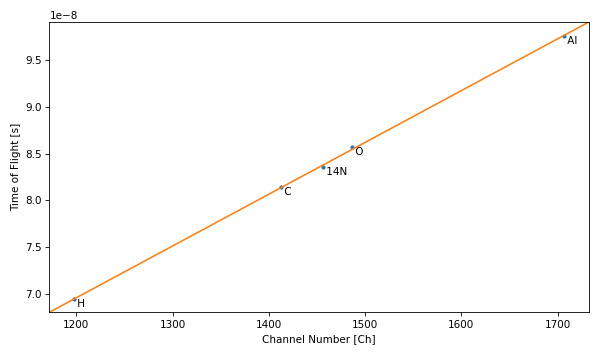 1e−8
9.5
9.0
8.5
8.0
7.5
7.0
Time of Flight [s]
Al
O
14N
C
H
1200 1300 1400 1500 1600 1700
Channel Number [Ch]